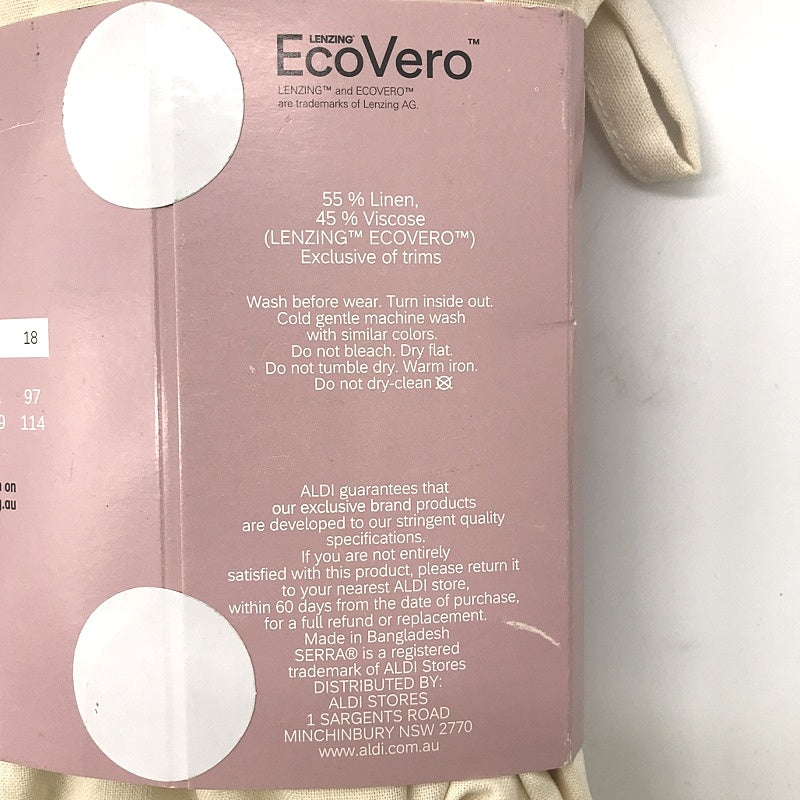 LENZING™
EcoVero™
LENZING™ and ECOVERO™
are trademarks of Lenzing AG.
55 % Linen,
45 % Viscose
(LENZING™ ECOVERO™)
Exclusive of trims
Wash before wear. Turn inside out.
Cold gentle machine wash
with similar colors.
Do not bleach. Dry flat.
Do not tumble dry. Warm iron.
Do not dry-clean
18
97
9 114
on
.au
ALDI guarantees that
our exclusive brand products
are developed to our stringent quality
specifications.
If you are not entirely
satisfied with this product, please return it
to your nearest ALDI store,
within 60 days from the date of purchase,
for a full refund or replacement.
Made in Bangladesh
SERRA® is a registered
trademark of ALDI Stores
DISTRIBUTED BY:
ALDI STORES
1 SARGENTS ROAD
MINCHINBURY NSW 2770
www.aldi.com.au